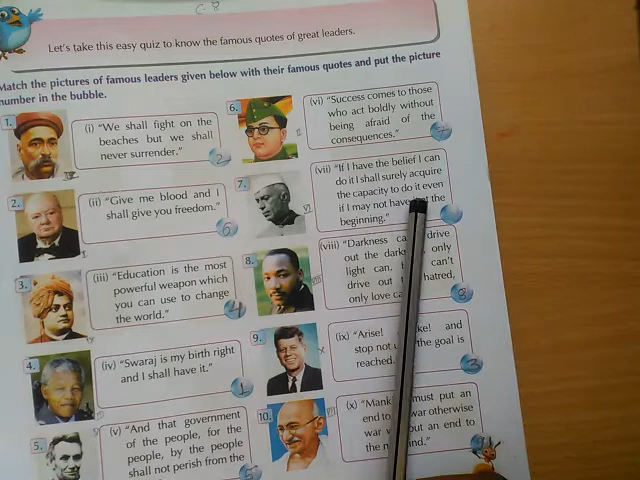 C 8
Let's take this easy quiz to know the famous quotes of great leaders.
Match the pictures of famous leaders given below with their famous quotes and put the picture
number in the bubble.
1.
(i) "We shall fight on the
beaches but we shall
never surrender."
2
2.
(ii) "Give me blood and I
shall give you freedom."
6
3.
(iii) "Education is the most
powerful weapon which
you can use to change
the world."
4
4.
(iv) "Swaraj is my birth right
and I shall have it."
1
5.
(v) "And that government
of the people, for the
people, by the people
shall not perish from the
5
6.
(vi) "Success comes to those
who act boldly without
being afraid of the
consequences."
7
7.
(vii) "If I have the belief I can
do it I shall surely acquire
the capacity to do it even
if I may not have the
beginning."
8.
(viii) "Darkness drive
out the only
light can, can't
drive out hatred,
only love
8
9.
(ix) "Arise! and
stop not the goal is
reached.
3
10.
(x) must put an
end to war otherwise
war put an end to
the